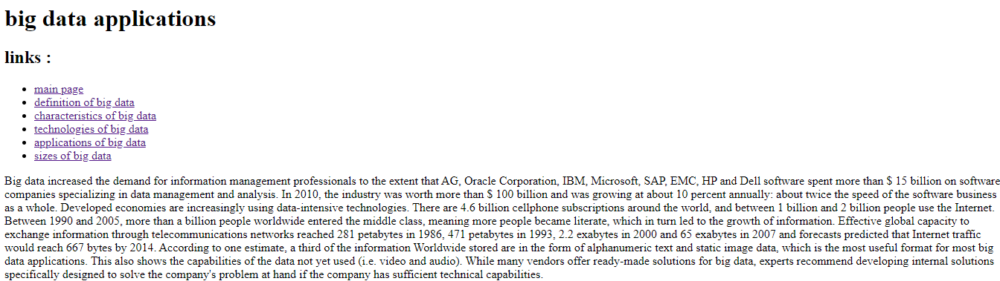 big data applications
links :
main page
definition of big data
characteristics of big data
technologies of big data
applications of big data
sizes of big data
Big data increased the demand for information management professionals to the extent that AG, Oracle Corporation, IBM, Microsoft, SAP, EMC, HP and Dell software spent more than $ 15 billion on software
companies specializing in data management and analysis. In 2010, the industry was worth more than $ 100 billion and was growing at about 10 percent annually: about twice the speed of the software business
as a whole. Developed economies are increasingly using data-intensive technologies. There are 4.6 billion cellphone subscriptions around the world, and between 1 billion and 2 billion people use the Internet.
Between 1990 and 2005, more than a billion people worldwide entered the middle class, meaning more people became literate, which in turn led to the growth of information. Effective global capacity to
exchange information through telecommunications networks reached 281 petabytes in 1986, 471 petabytes in 1993, 2.2 exabytes in 2000 and 65 exabytes in 2007 and forecasts predicted that Internet traffic
would reach 667 bytes by 2014. According to one estimate, a third of the information Worldwide stored are in the form of alphanumeric text and static image data, which is the most useful format for most big
data applications. This also shows the capabilities of the data not yet used (i.e. video and audio). While many vendors offer ready-made solutions for big data, experts recommend developing internal solutions
specifically designed to solve the company's problem at hand if the company has sufficient technical capabilities.